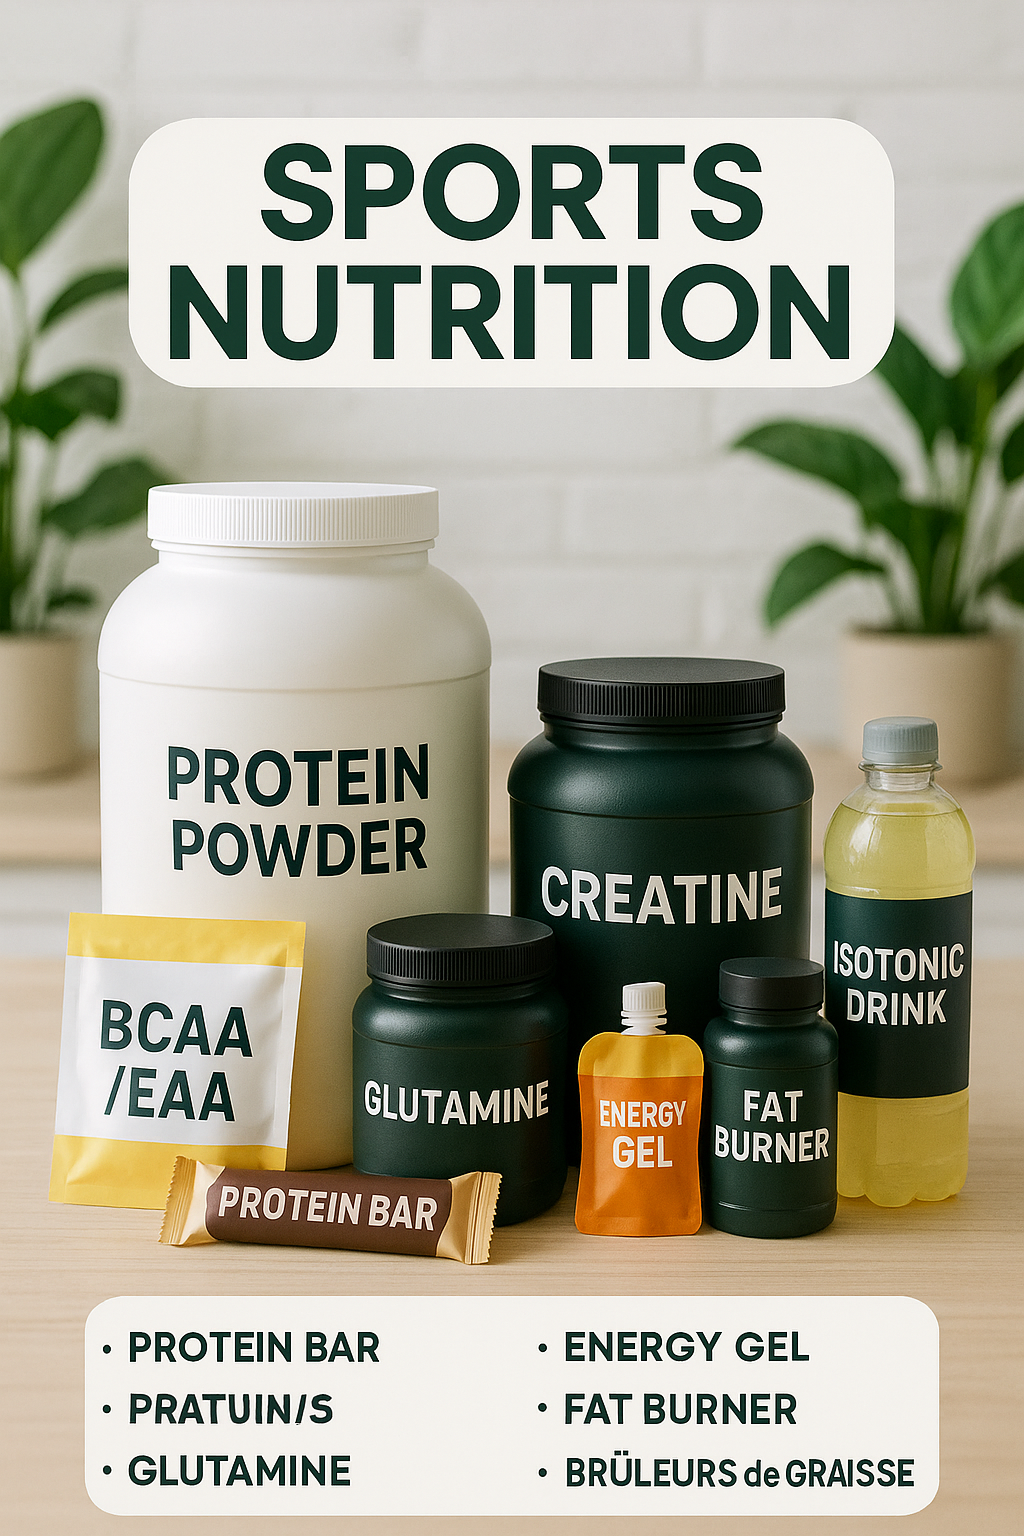 SPORTS
NUTRITION
PROTEIN
POWDER
CREATINE
ISOTONIC
DRINK
BCAA
/EAA
GLUTAMINE
ENERGY
GEL
FAT
BURNER
PROTEIN BAR
• PROTEIN BAR
• PRATUIN/S
• GLUTAMINE
• ENERGY GEL
• FAT BURNER
• BRÜLEURS de GRAISSE